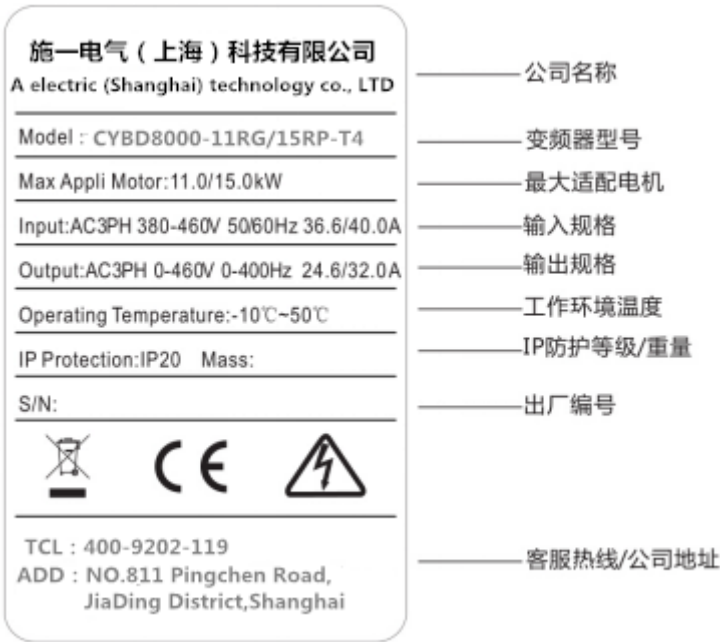 施一电气（上海）科技有限公司
A electric (Shanghai) technology co., LTD
公司名称
Model : CYBD8000-11RG/15RP-T4
变频器型号
Max Appli Motor:11.0/15.0kW
最大适配电机
Input:AC3PH 380-460V 50/60Hz 36.6/40.0A
输入规格
Output:AC3PH 0-460V 0-400Hz 24.6/32.0A
输出规格
Operating Temperature:-10℃~50℃
工作环境温度
IP Protection:IP20 Mass:
IP防护等级/重量
S/N:
出厂编号
CE
TCL : 400-9202-119
ADD : NO.811 Pingchen Road,
JiaDing District,Shanghai
客服热线/公司地址